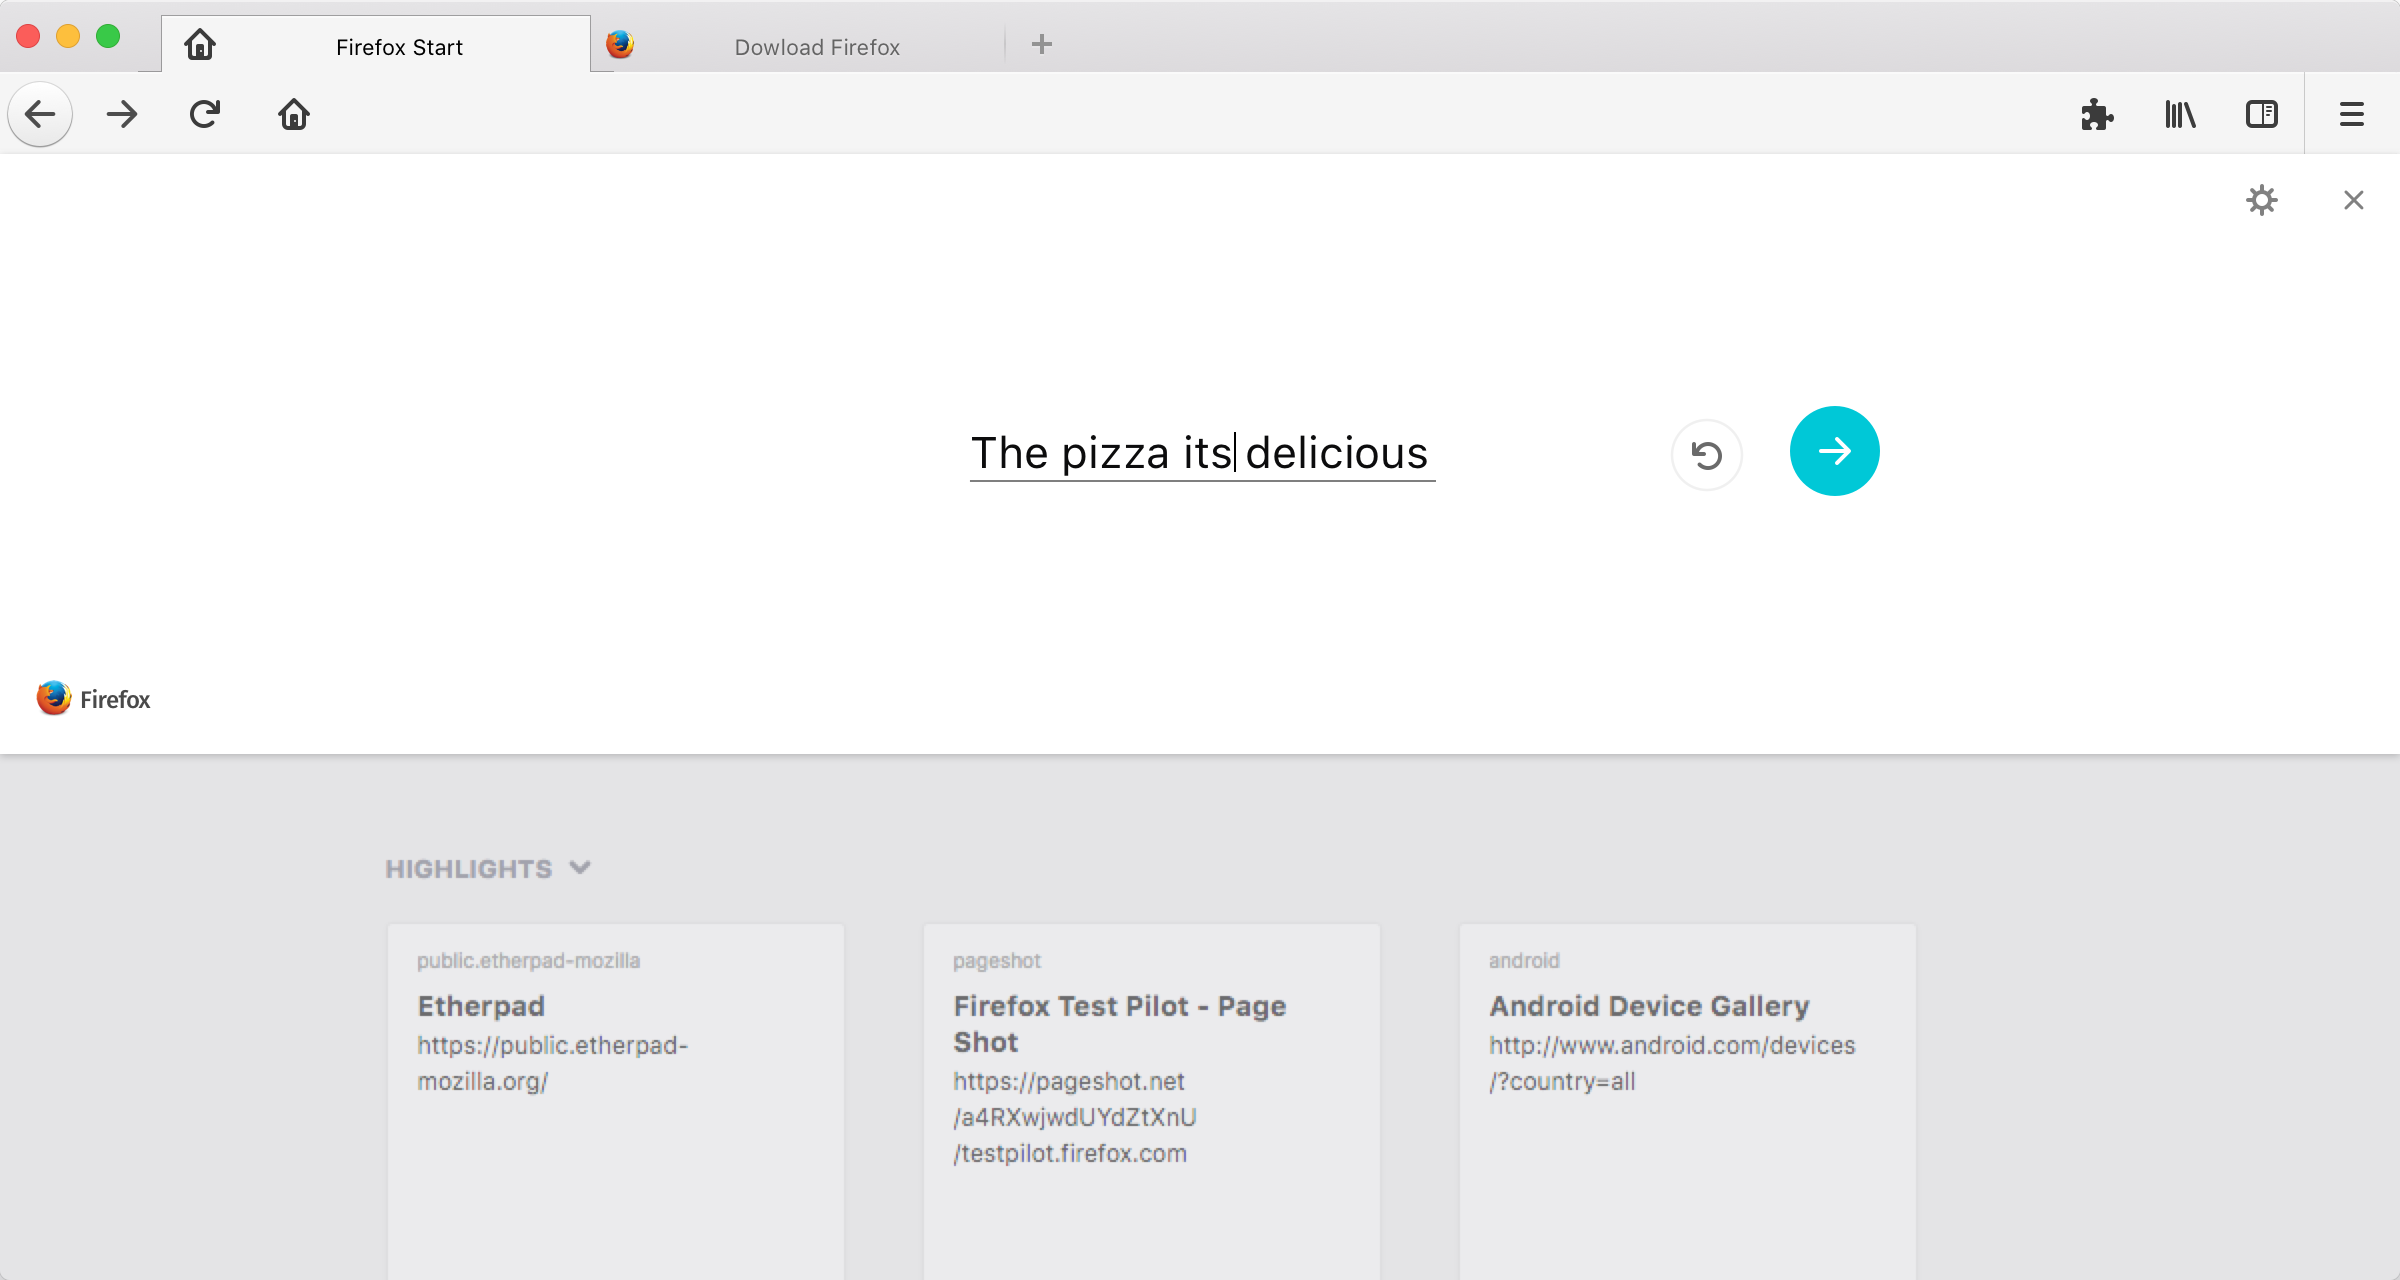 Firefox Start
Dowload Firefox
The pizza its delicious
Firefox
HIGHLIGHTS
public.etherpad-mozilla
Etherpad
https://public.etherpad-
mozilla.org/
pageshot
Firefox Test Pilot - Page
Shot
https://pageshot.net
/a4RXwjwdUYdZtXnU
/testpilot.firefox.com
android
Android Device Gallery
http://www.android.com/devices
/?country=all